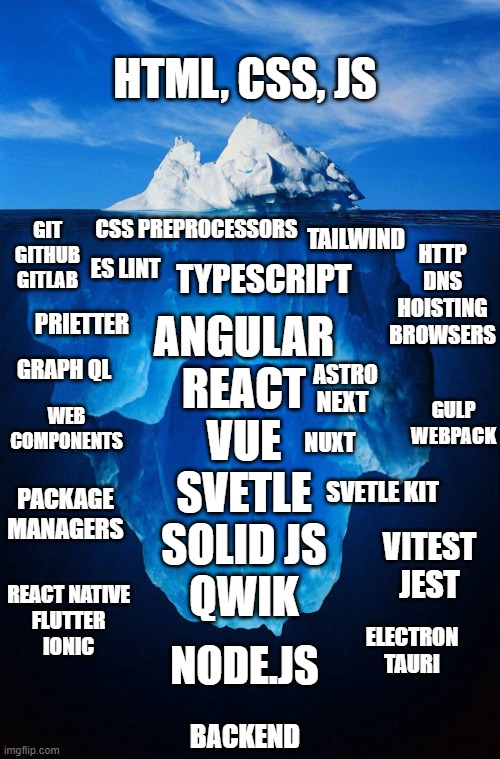 HTML, CSS, JS
GIT
GITHUB
GITLAB
CSS PREPROCESSORS
TAILWIND
ES LINT
TYPESCRIPT
HTTP
DNS
HOISTING
BROWSERS
PRIETTER
ANGULAR
REACT
VUE
SVETLE
SOLID JS
QWIK
GRAPH QL
ASTRO
NEXT
NUXT
WEB
COMPONENTS
GULP
WEBPACK
SVETLE KIT
PACKAGE
MANAGERS
VITEST
JEST
REACT NATIVE
FLUTTER
IONIC
ELECTRON
TAURI
NODE.JS
BACKEND
imgflip.com